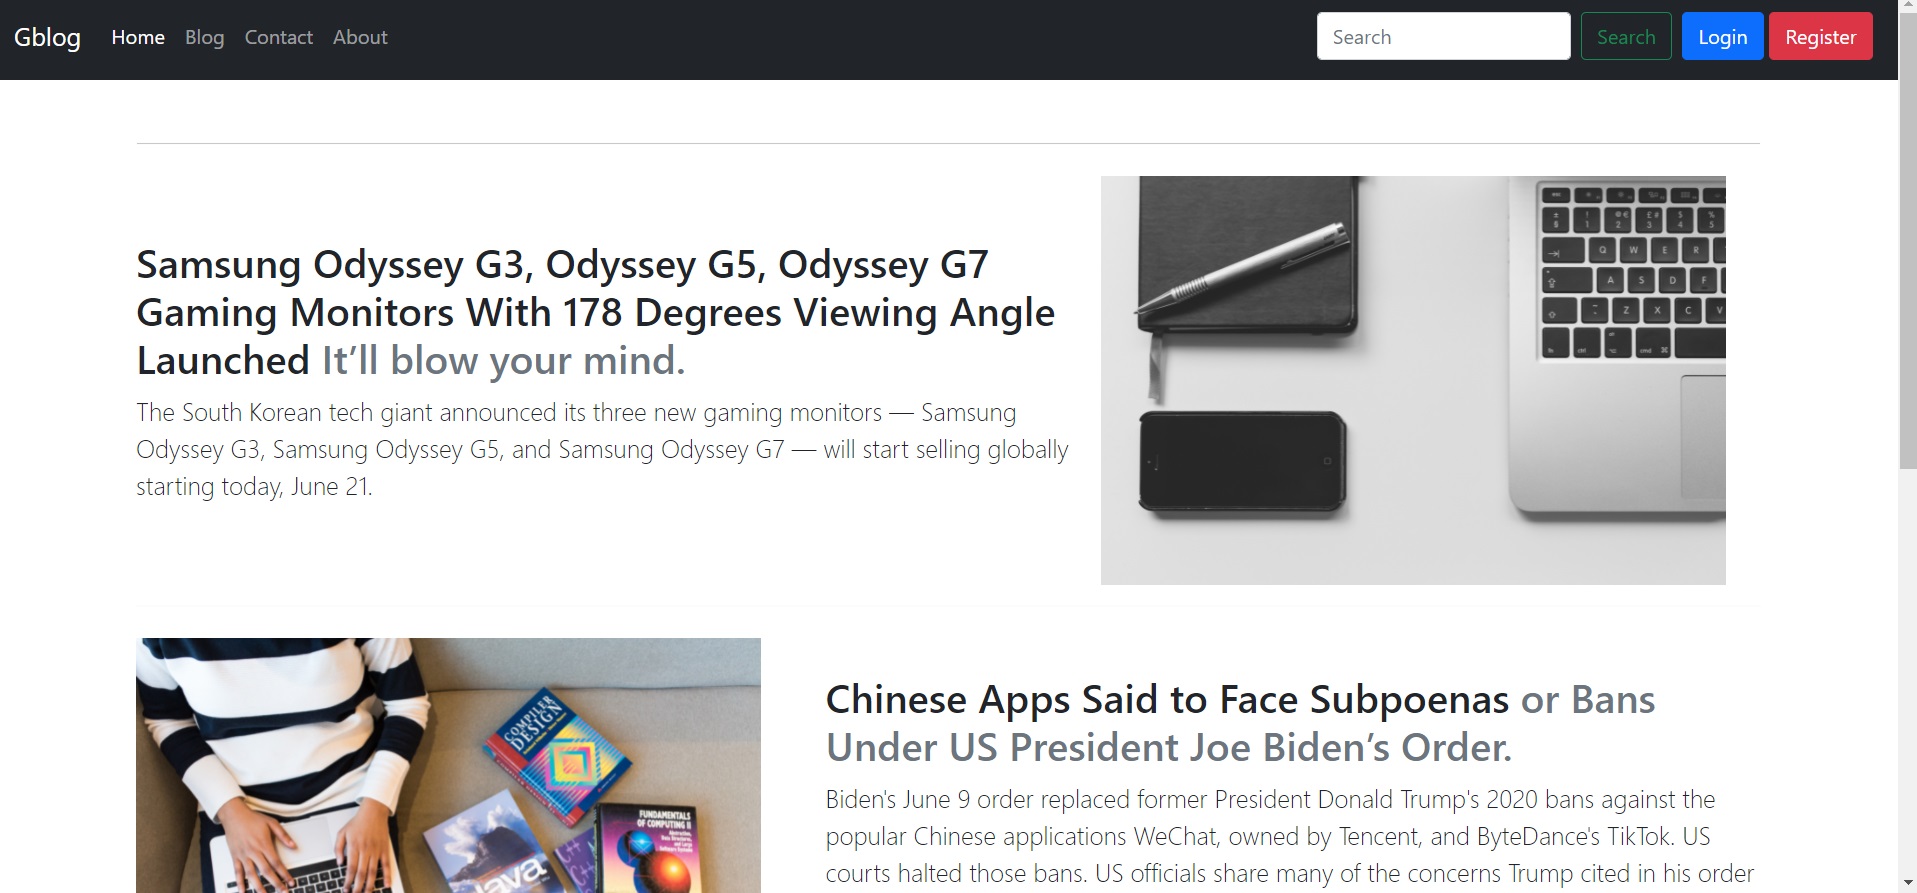 Gblog Home Blog Contact About Search Search Login Register
Samsung Odyssey G3, Odyssey G5, Odyssey G7
Gaming Monitors With 178 Degrees Viewing Angle
Launched It’ll blow your mind.
The South Korean tech giant announced its three new gaming monitors — Samsung
Odyssey G3, Samsung Odyssey G5, and Samsung Odyssey G7 — will start selling globally
starting today, June 21.
Chinese Apps Said to Face Subpoenas or Bans
Under US President Joe Biden’s Order.
Biden's June 9 order replaced former President Donald Trump's 2020 bans against the
popular Chinese applications WeChat, owned by Tencent, and ByteDance's TikTok. US
courts halted those bans. US officials share many of the concerns Trump cited in his order
COMPILER
DESIGN
FUNDAMENTALS
OF COMPUTING II
Java